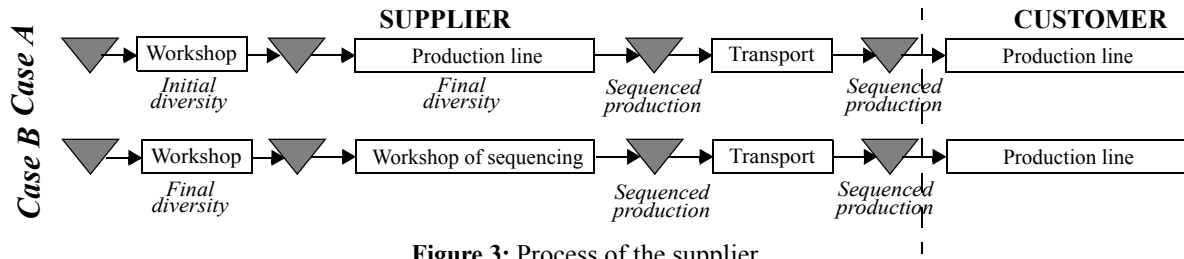 SUPPLIER
CUSTOMER
Case A
Workshop
Production line
Transport
Production line
Initial
diversity
Final
diversity
Sequenced
production
Sequenced
production
Case B
Workshop
Workshop of sequencing
Transport
Production line
Final
diversity
Sequenced
production
Sequenced
production
Figure 3: Process of the supplier